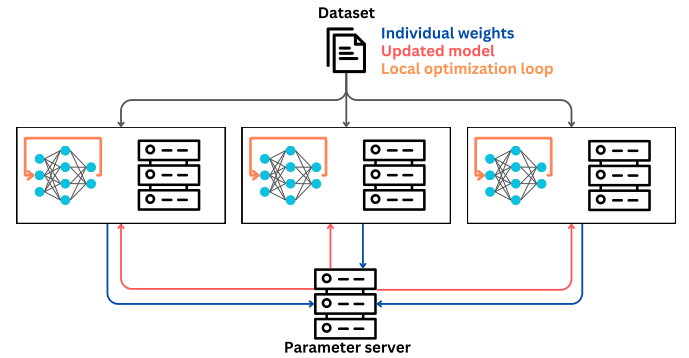 Dataset
Individual weights
Updated model
Local optimization loop
Parameter server